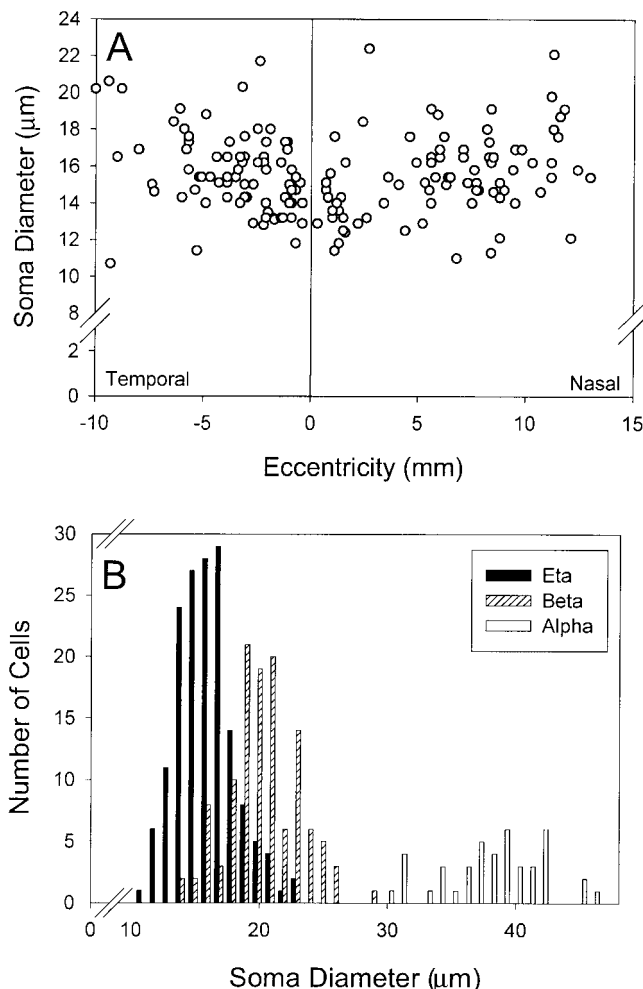 A
24
22
20
18
16
14
12
10
8
2
0
Soma Diameter (μm)
Temporal
Nasal
-10
-5
0
5
10
15
Eccentricity (mm)
B
30
25
20
15
10
5
0
Number of Cells
Eta
Beta
Alpha
0
10
20
30
40
Soma Diameter (μm)